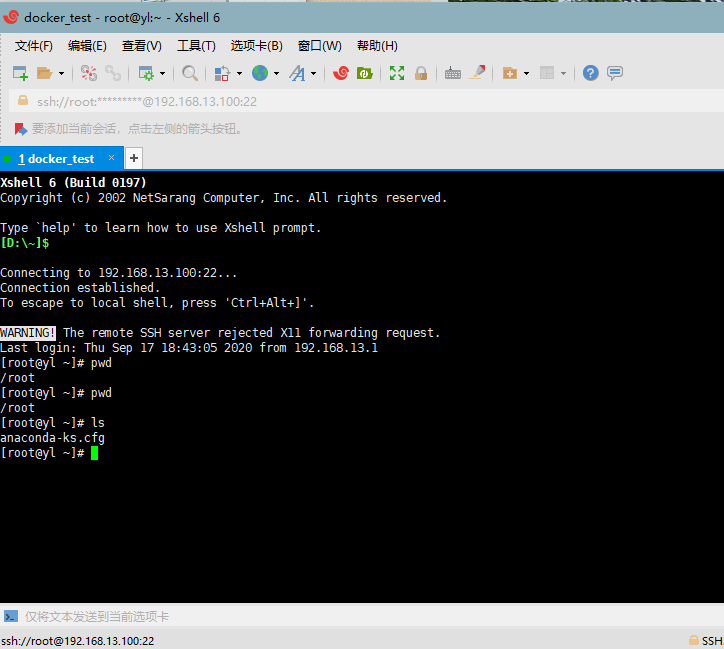 docker_test - root@yl:~ - Xshell 6
文件(F) 编辑(E) 查看(V) 工具(T) 选项卡(B) 窗口(W) 帮助(H)
ssh://root:*********@192.168.13.100:22
要添加当前会话，点击左侧的箭头按钮。
1 docker_test × +
Xshell 6 (Build 0197)
Copyright (c) 2002 NetSarang Computer, Inc. All rights reserved.
Type `help' to learn how to use Xshell prompt.
[D:\~]$
Connecting to 192.168.13.100:22...
Connection established.
To escape to local shell, press 'Ctrl+Alt+]'.
WARNING! The remote SSH server rejected X11 forwarding request.
Last login: Thu Sep 17 18:43:05 2020 from 192.168.13.1
[root@yl ~]# pwd
/root
[root@yl ~]# pwd
/root
[root@yl ~]# ls
anaconda-ks.cfg
[root@yl ~]#
仅将文本发送到当前选项卡
ssh://root@192.168.13.100:22 SSH